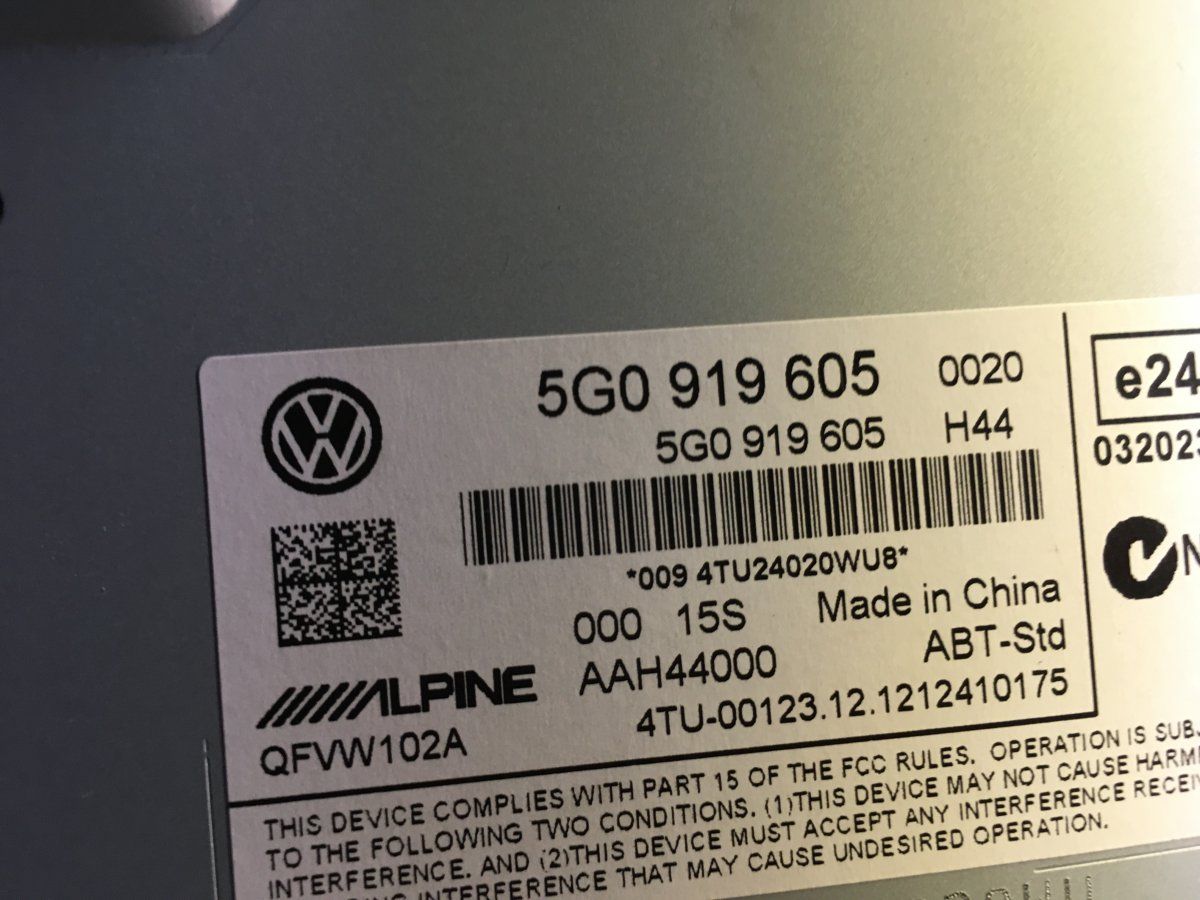 5G0 919 605 0020
5G0 919 605 H44
*009 4TU24020WU8*
000 15S Made in China
AAH44000 ABT-Std
4TU-00123.12.1212410175
ALPINE
QFVW102A
e24
032023
N
THIS DEVICE COMPLIES WITH PART 15 OF THE FCC RULES. OPERATION IS SUBJ
TO THE FOLLOWING TWO CONDITIONS. (1)THIS DEVICE MAY NOT CAUSE HARM
INTERFERENCE. AND (2)THIS DEVICE MUST ACCEPT ANY INTERFERENCE RECEI
INTERFERENCE THAT MAY CAUSE UNDESIRED OPERATION.